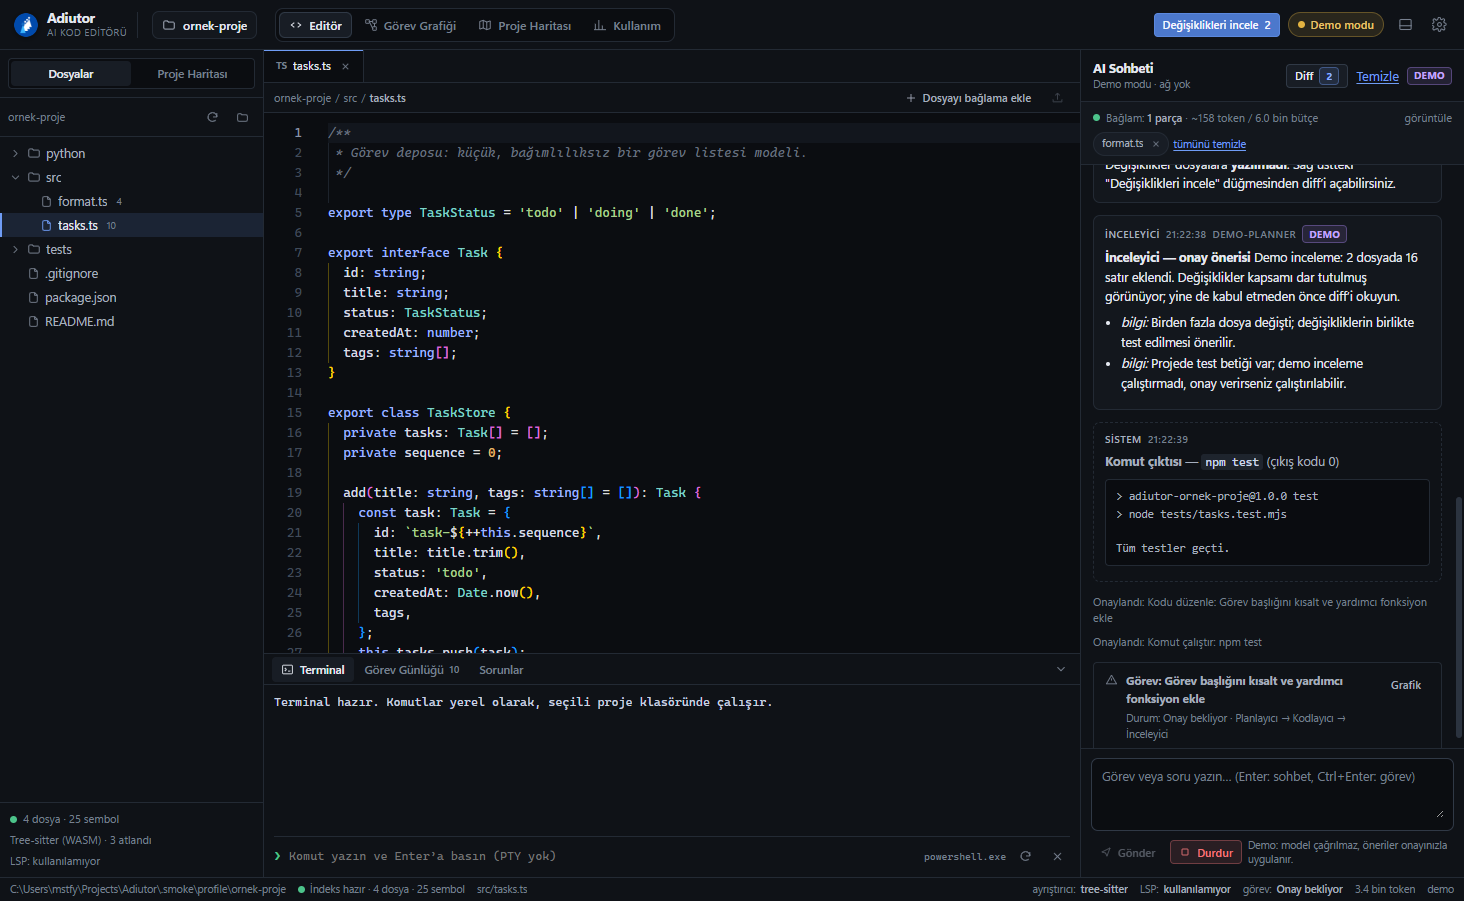 Adiutor
AI KOD EDİTÖRÜ
ornek-proje
Editör
Görev Grafiği
Proje Haritası
Kullanım
Değişiklikleri incele 2
Demo modu
Dosyalar
Proje Haritası
ornek-proje
python
src
format.ts 4
tasks.ts 10
tests
.gitignore
package.json
README.md
4 dosya · 25 sembol
Tree-sitter (WASM) · 3 atlandı
LSP: kullanılamıyor
TS tasks.ts ×
ornek-proje / src / tasks.ts
+ Dosyayı bağlama ekle
1 /**
2  * Görev deposu: küçük, bağımlılıksız bir görev listesi modeli.
3  */
4
5 export type TaskStatus = 'todo' | 'doing' | 'done';
6
7 export interface Task {
8   id: string;
9   title: string;
10   status: TaskStatus;
11   createdAt: number;
12   tags: string[];
13 }
14
15 export class TaskStore {
16   private tasks: Task[] = [];
17   private sequence = 0;
18
19   add(title: string, tags: string[] = []): Task {
20     const task: Task = {
21       id: `task-${++this.sequence}`,
22       title: title.trim(),
23       status: 'todo',
24       createdAt: Date.now(),
25       tags,
26     };
27     this.tasks.push(task);
Terminal
Görev Günlüğü 10
Sorunlar
Terminal hazır. Komutlar yerel olarak, seçili proje klasöründe çalışır.
❯ Komut yazın ve Enter'a basın (PTY yok)
powershell.exe
AI Sohbeti
Demo modu · ağ yok
Diff 2
Temizle
DEMO
Bağlam: 1 parça · ~158 token / 6.0 bin bütçe
görüntüle
format.ts ×
tümünü temizle
Değişiklikler dosyalara yazılmadı. Sağ üstteki
"Değişiklikleri incele" düğmesinden diff'i açabilirsiniz.
İNCELEYİCİ 21:22:38 DEMO-PLANNER DEMO
İnceleyici — onay önerisi Demo inceleme: 2 dosyada 16
satır eklendi. Değişiklikler kapsamı dar tutulmuş
görünüyor; yine de kabul etmeden önce diff'i okuyun.
• bilgi: Birden fazla dosya değişti; değişikliklerin birlikte
test edilmesi önerilir.
• bilgi: Projede test betiği var; demo inceleme
çalıştırmadı, onay verirseniz çalıştırılabilir.
SİSTEM 21:22:39
Komut çıktısı — npm test (çıkış kodu 0)
> adiutor-ornek-proje@1.0.0 test
> node tests/tasks.test.mjs
Tüm testler geçti.
Onaylandı: Kodu düzenle: Görev başlığını kısalt ve yardımcı fonksiyon
ekle
Onaylandı: Komut çalıştır: npm test
Görev: Görev başlığını kısalt ve yardımcı
fonksiyon ekle
Grafik
Durum: Onay bekliyor · Planlayıcı → Kodlayıcı →
İnceleyici
Görev veya soru yazın... (Enter: sohbet, Ctrl+Enter: görev)
Gönder
Durdur
Demo: model çağrılmaz, öneriler onayınızla
uygulanır.
C:\Users\mstfy\Projects\Adiutor\.smoke\profile\ornek-proje
İndeks hazır · 4 dosya · 25 sembol
src/tasks.ts
ayrıştırıcı: tree-sitter
LSP: kullanılamıyor
görev: Onay bekliyor
3.4 bin token
demo